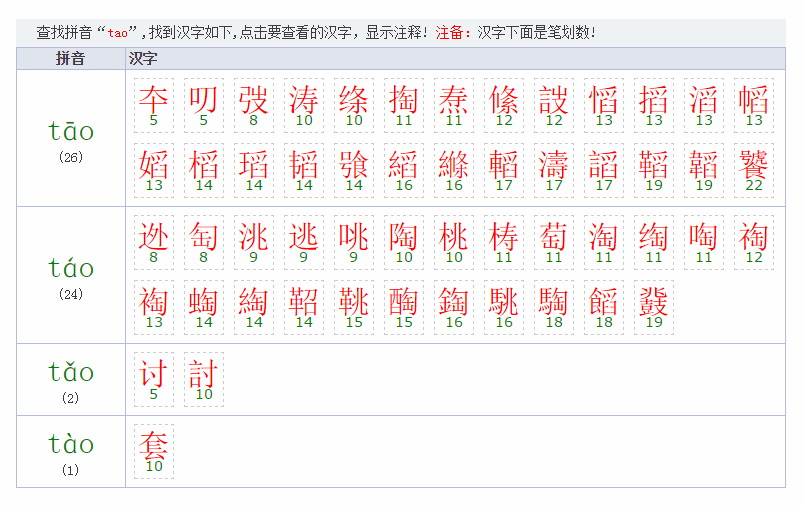 查找拼音“tao”,找到汉字如下,点击要查看的汉字，显示注释! 注备：汉字下面是笔划数!
拼音 汉字
tāo
(26)
夲 叨 弢 涛 绦 掏 焘 絛 詜 慆 搯 滔 幍
5 5 8 10 10 11 11 12 12 13 13 13 13
嫍 槄 瑫 韬 飸 縚 縧 轁 濤 謟 鞱 韜 饕
13 14 14 14 14 16 16 17 17 17 19 19 22
táo
(24)
迯 匋 洮 逃 咷 陶 桃 梼 萄 淘 绹 啕 祹
8 8 9 9 9 10 10 11 11 11 11 11 12
裪 蜪 綯 鞀 鞉 醄 鋾 駣 騊 饀 鼗
13 14 14 14 15 15 16 16 18 18 19
tǎo
(2)
讨 討
5 10
tào
(1)
套
10